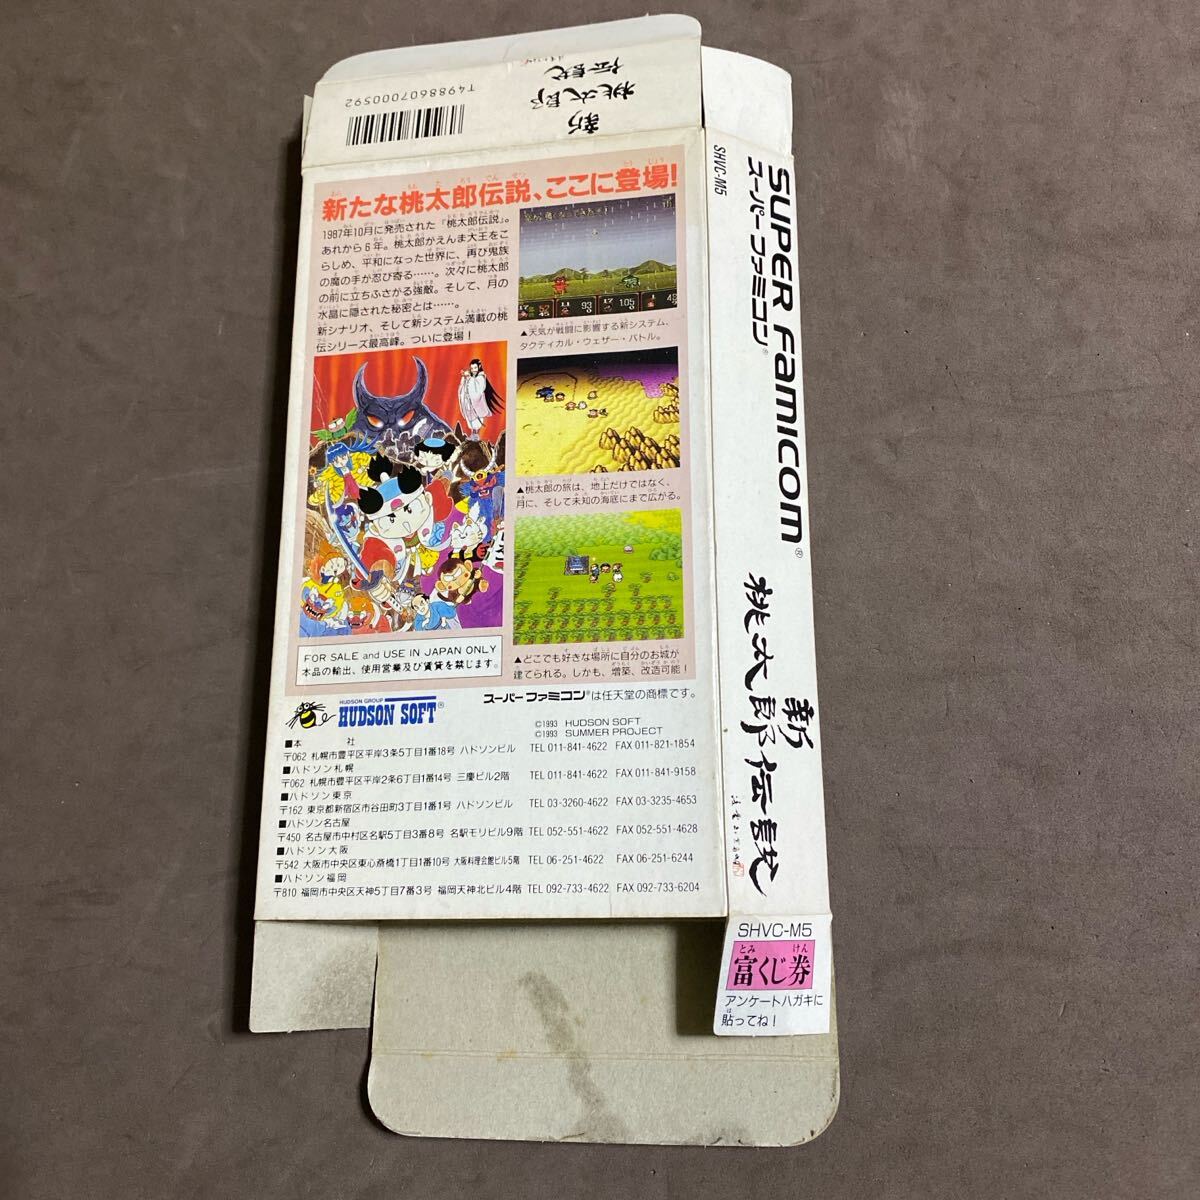 新
桃太郎
伝説
T4988607000592
新たな桃太郎伝説、ここに登場!
1987年10月に発売された『桃太郎伝説』。
あれから6年。桃太郎がえんま大王をこ
らしめ、平和になった世界に、再び鬼族
の魔の手が忍び寄る……。次々に桃太郎
の前に立ちふさがる強敵。そして、月の
水晶に隠された秘密とは……。
新シナリオ、そして新システム満載の桃
伝シリーズ最高峰。ついに登場!
▲天気が戦闘に影響する新システム、
タクティカル・ウェザー・バトル。
▲桃太郎の旅は、地上だけではなく、
月に、そして未知の海底にまで広がる。
▲どこでも好きな場所に自分のお城が
建てられる。しかも、増築、改造可能!
FOR SALE and USE IN JAPAN ONLY
本品の輸出、使用営業及び賃貸を禁じます。
スーパーファミコン®は任天堂の商標です。
HUDSON GROUP
HUDSON SOFT®
©1993 HUDSON SOFT
©1993 SUMMER PROJECT
■本 社
〒062 札幌市豊平区平岸3条5丁目1番18号 ハドソンビル TEL 011-841-4622 FAX 011-821-1854
■ハドソン札幌
〒062 札幌市豊平区平岸2条6丁目1番14号 三慶ビル2階 TEL 011-841-4622 FAX 011-841-9158
■ハドソン東京
〒162 東京都新宿区市谷田町3丁目1番1号 ハドソンビル TEL 03-3260-4622 FAX 03-3235-4653
■ハドソン名古屋
〒450 名古屋市中村区名駅5丁目3番8号 名駅モリビル9階 TEL 052-551-4622 FAX 052-551-4628
■ハドソン大阪
〒542 大阪市中央区東心斎橋1丁目1番10号 大阪料理会館ビル5階 TEL 06-251-4622 FAX 06-251-6244
■ハドソン福岡
〒810 福岡市中央区天神5丁目7番3号 福岡天神北ビル4階 TEL 092-733-4622 FAX 092-733-6204
SHVC-M5
SUPER FAMICOM®
スーパーファミコン®
新
桃太郎伝説
SHVC-M5
とみ けん
富くじ券
アンケートハガキに
貼ってね!